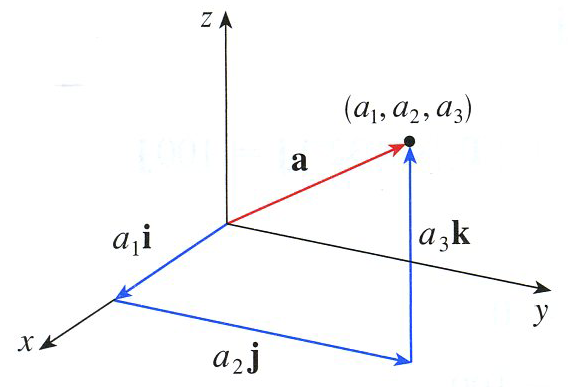 z
(a₁, a₂, a₃)
a
a₁i
a₃k
y
x
a₂j